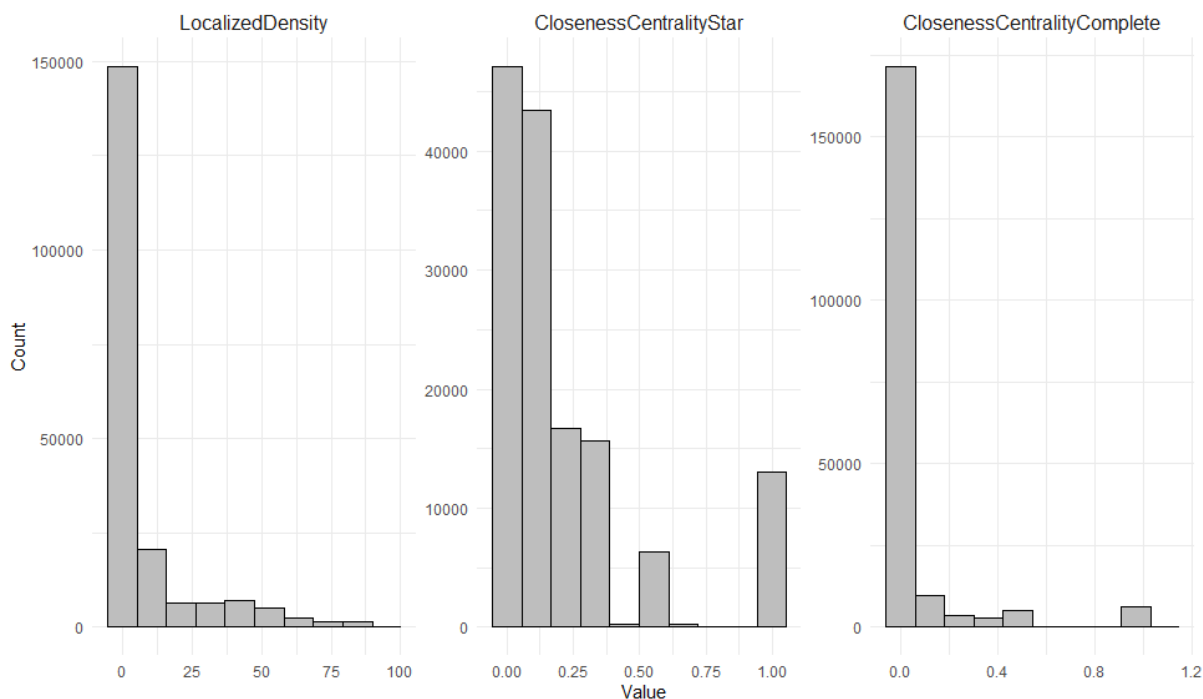 LocalizedDensity
ClosenessCentralityStar
ClosenessCentralityComplete
Count
150000
100000
50000
0
0 25 50 75 100
40000
30000
20000
10000
0
0.00 0.25 0.50 0.75 1.00
150000
100000
50000
0
0.0 0.4 0.8 1.2
Value